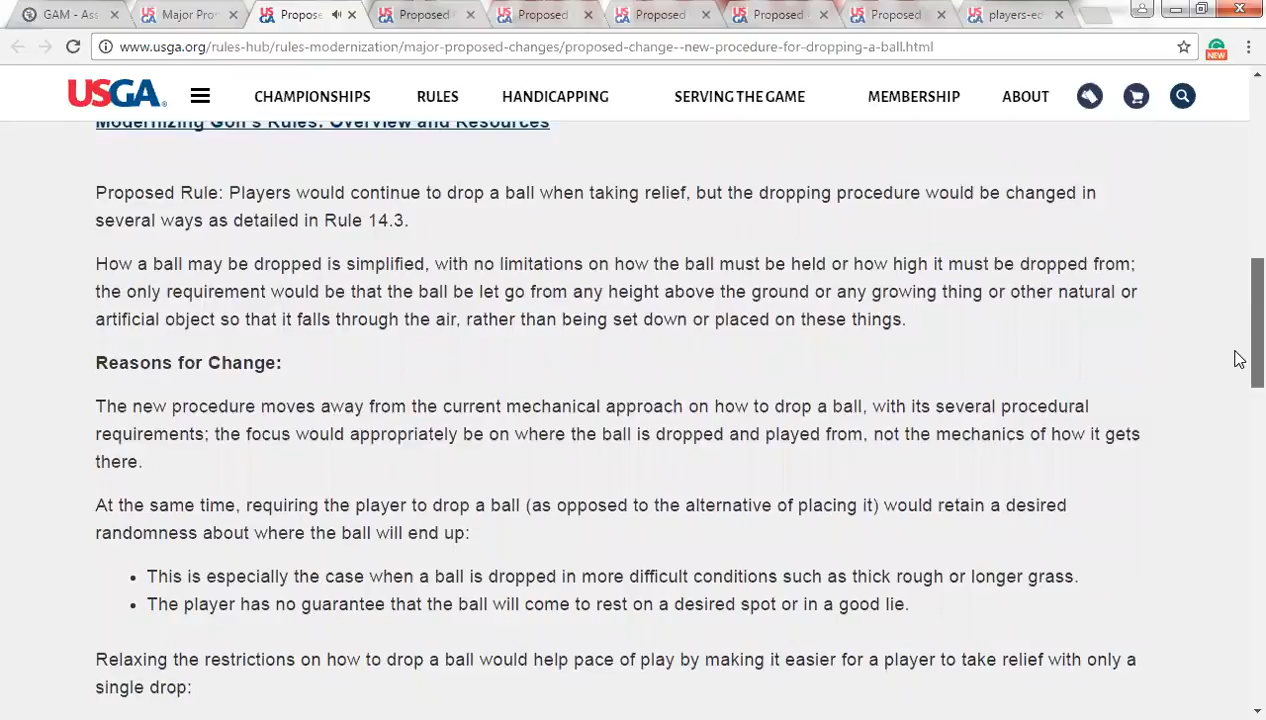 GAM - Ass
Major Pro
Propose
Proposed
Proposed
Proposed
Proposed
Proposed
players-ed
www.usga.org/rules-hub/rules-modernization/major-proposed-changes/proposed-change--new-procedure-for-dropping-a-ball.html
NEW
USGA
CHAMPIONSHIPS RULES HANDICAPPING SERVING THE GAME MEMBERSHIP ABOUT
Modernizing Golf's Rules: Overview and Resources
Proposed Rule: Players would continue to drop a ball when taking relief, but the dropping procedure would be changed in
several ways as detailed in Rule 14.3.
How a ball may be dropped is simplified, with no limitations on how the ball must be held or how high it must be dropped from;
the only requirement would be that the ball be let go from any height above the ground or any growing thing or other natural or
artificial object so that it falls through the air, rather than being set down or placed on these things.
Reasons for Change:
The new procedure moves away from the current mechanical approach on how to drop a ball, with its several procedural
requirements; the focus would appropriately be on where the ball is dropped and played from, not the mechanics of how it gets
there.
At the same time, requiring the player to drop a ball (as opposed to the alternative of placing it) would retain a desired
randomness about where the ball will end up:
• This is especially the case when a ball is dropped in more difficult conditions such as thick rough or longer grass.
• The player has no guarantee that the ball will come to rest on a desired spot or in a good lie.
Relaxing the restrictions on how to drop a ball would help pace of play by making it easier for a player to take relief with only a
single drop: